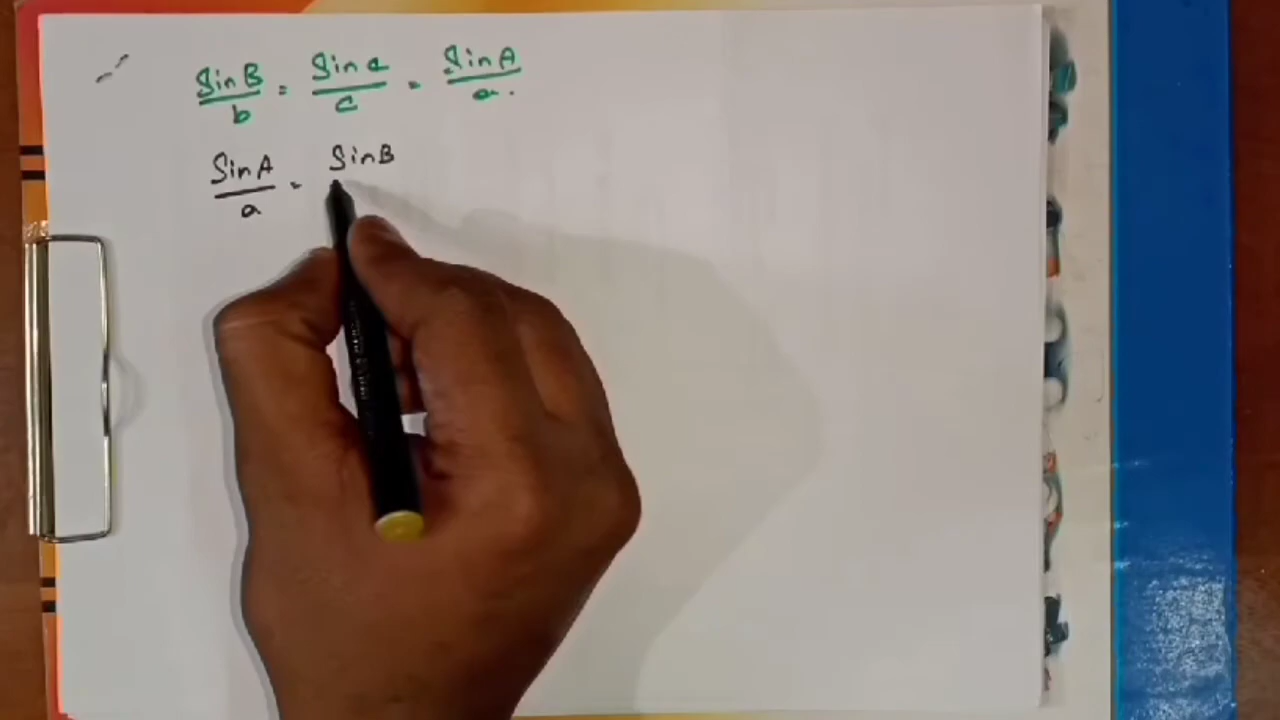 SinB/b = Sin c/c = SinA/a.
SinA/a = SinB